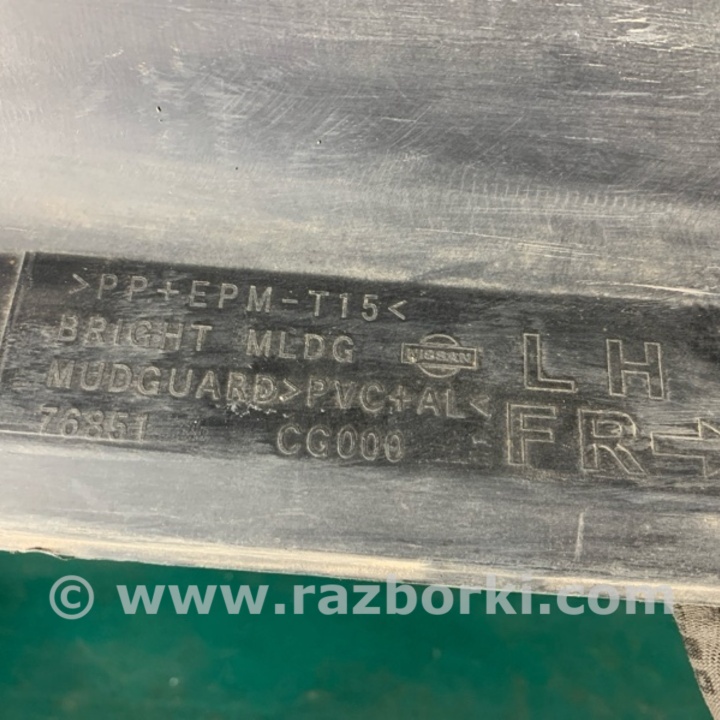 >PP+EPM-T15<
BRIGHT MLDG NISSAN
MUDGUARD>PVC+AL<
76851 CG000
LH
FR→
© www.razborki.com